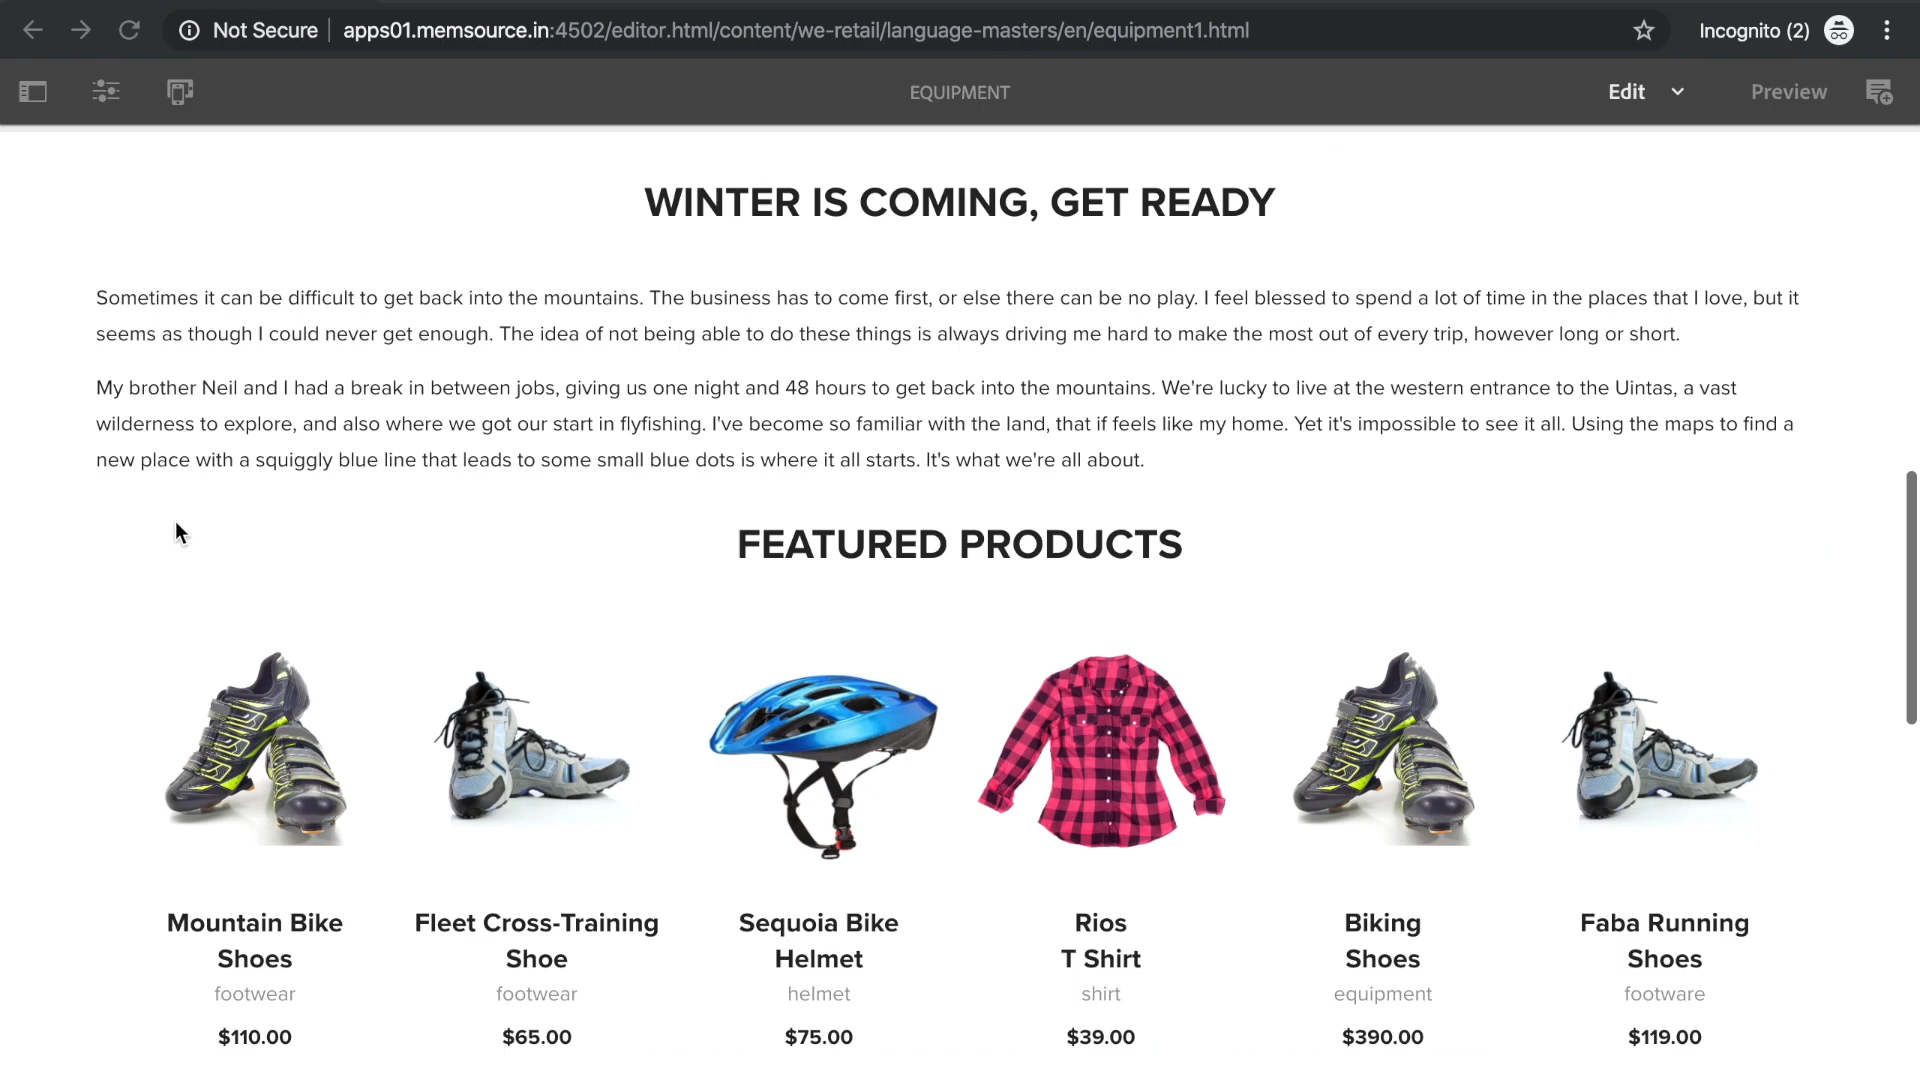 Not Secure
apps01.memsource.in:4502/editor.html/content/we-retail/language-masters/en/equipment1.html
Incognito (2)
EQUIPMENT
Edit
Preview
WINTER IS COMING, GET READY
Sometimes it can be difficult to get back into the mountains. The business has to come first, or else there can be no play. I feel blessed to spend a lot of time in the places that I love, but it
seems as though I could never get enough. The idea of not being able to do these things is always driving me hard to make the most out of every trip, however long or short.
My brother Neil and I had a break in between jobs, giving us one night and 48 hours to get back into the mountains. We're lucky to live at the western entrance to the Uintas, a vast
wilderness to explore, and also where we got our start in flyfishing. I've become so familiar with the land, that if feels like my home. Yet it's impossible to see it all. Using the maps to find a
new place with a squiggly blue line that leads to some small blue dots is where it all starts. It's what we're all about.
FEATURED PRODUCTS
Mountain Bike
Shoes
footwear
$110.00
Fleet Cross-Training
Shoe
footwear
$65.00
Sequoia Bike
Helmet
helmet
$75.00
Rios
T Shirt
shirt
$39.00
Biking
Shoes
equipment
$390.00
Faba Running
Shoes
footware
$119.00